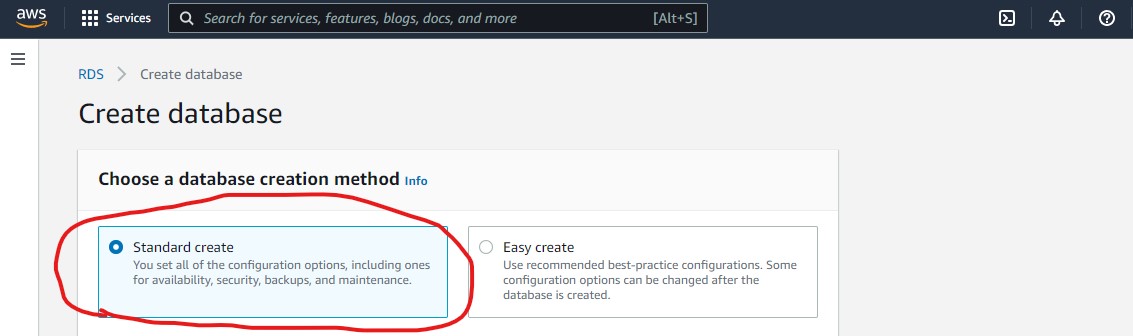 aws Services Search for services, features, blogs, docs, and more [Alt+S]
RDS > Create database
Create database
Choose a database creation method Info
Standard create
You set all of the configuration options, including ones
for availability, security, backups, and maintenance.
Easy create
Use recommended best-practice configurations. Some
configuration options can be changed after the
database is created.